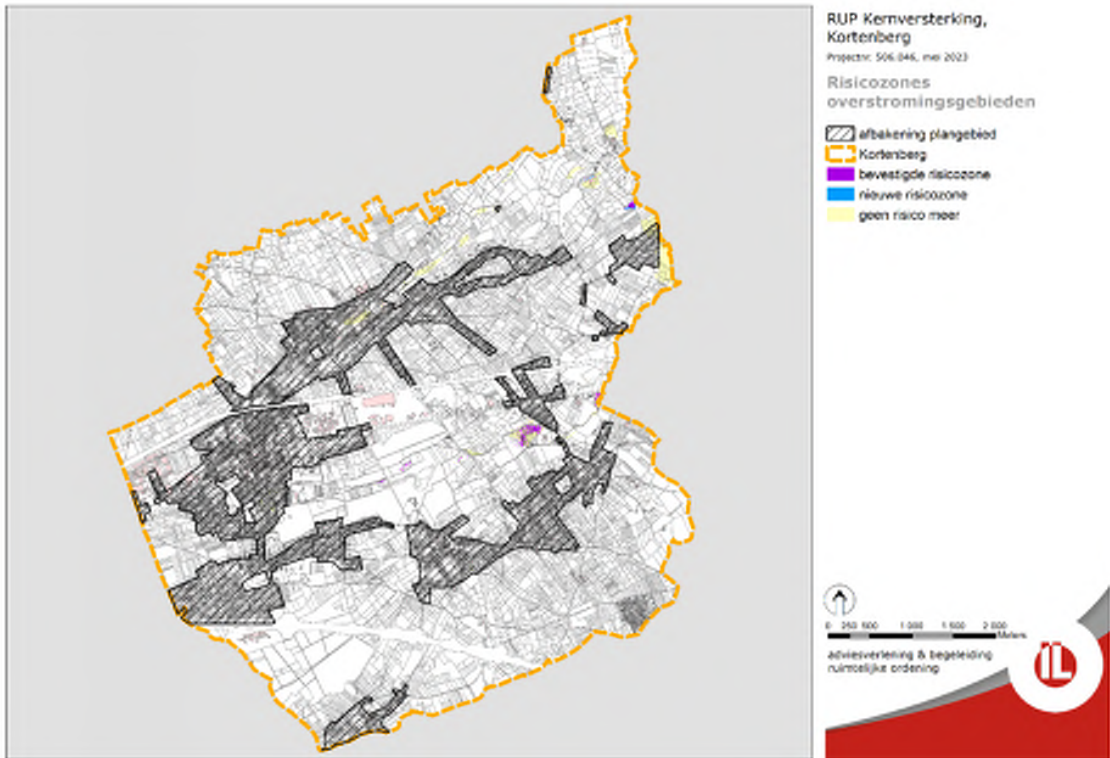 RUP Kernversterking,
Kortenberg
Projectnr. 506.046, mei 2023
Risicozones
overstromingsgebieden
afbakening plangebied
Kortenberg
bevestigde risicozone
nieuwe risicozone
geen risico meer
0 250 500 1 000 1 500 2 000
Meters
adviesverlening & begeleiding
ruimtelijke ordening
iL